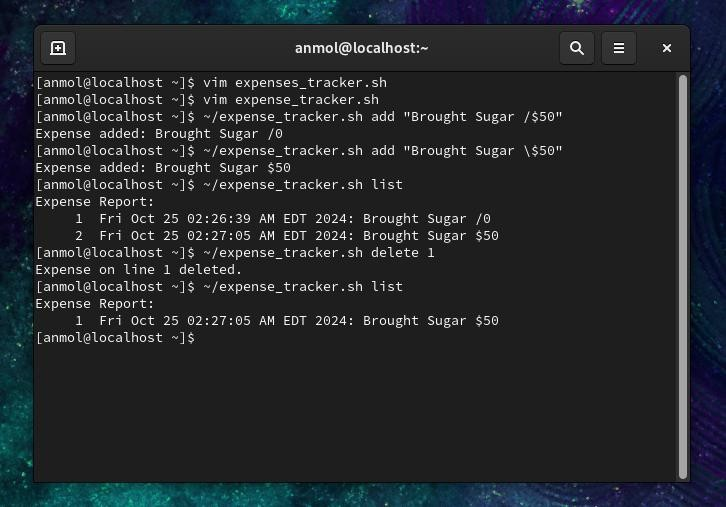 anmol@localhost:~
[anmol@localhost ~]$ vim expenses_tracker.sh
[anmol@localhost ~]$ vim expense_tracker.sh
[anmol@localhost ~]$ ~/expense_tracker.sh add "Brought Sugar /$50"
Expense added: Brought Sugar /0
[anmol@localhost ~]$ ~/expense_tracker.sh add "Brought Sugar \$50"
Expense added: Brought Sugar $50
[anmol@localhost ~]$ ~/expense_tracker.sh list
Expense Report:
     1  Fri Oct 25 02:26:39 AM EDT 2024: Brought Sugar /0
     2  Fri Oct 25 02:27:05 AM EDT 2024: Brought Sugar $50
[anmol@localhost ~]$ ~/expense_tracker.sh delete 1
Expense on line 1 deleted.
[anmol@localhost ~]$ ~/expense_tracker.sh list
Expense Report:
     1  Fri Oct 25 02:27:05 AM EDT 2024: Brought Sugar $50
[anmol@localhost ~]$